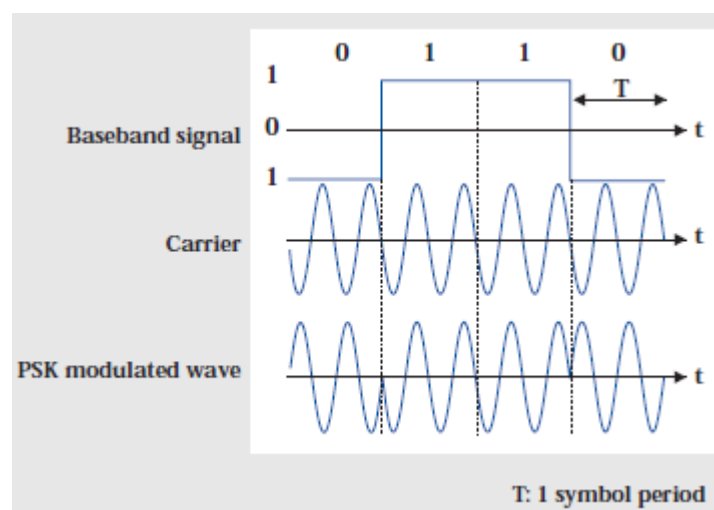 0 1 1 0
1
T
Baseband signal 0 t
1
Carrier t
PSK modulated wave t
T: 1 symbol period